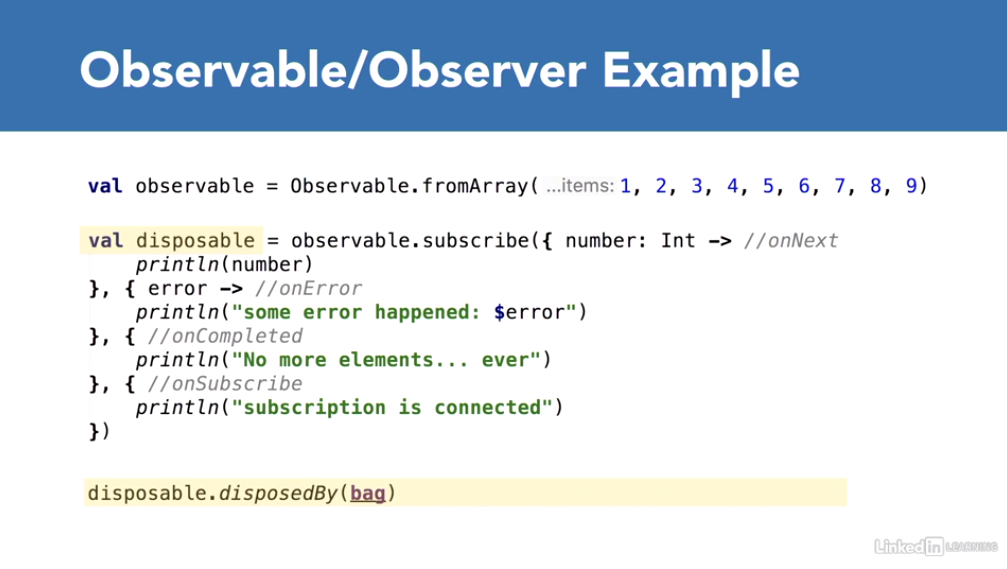 Observable/Observer Example
val observable = Observable.fromArray( ...items: 1, 2, 3, 4, 5, 6, 7, 8, 9)
val disposable = observable.subscribe({ number: Int -> //onNext
println(number)
}, { error -> //onError
println("some error happened: $error")
}, { //onCompleted
println("No more elements... ever")
}, { //onSubscribe
println("subscription is connected")
})
disposable.disposedBy(bag)
Linked in LEARNING